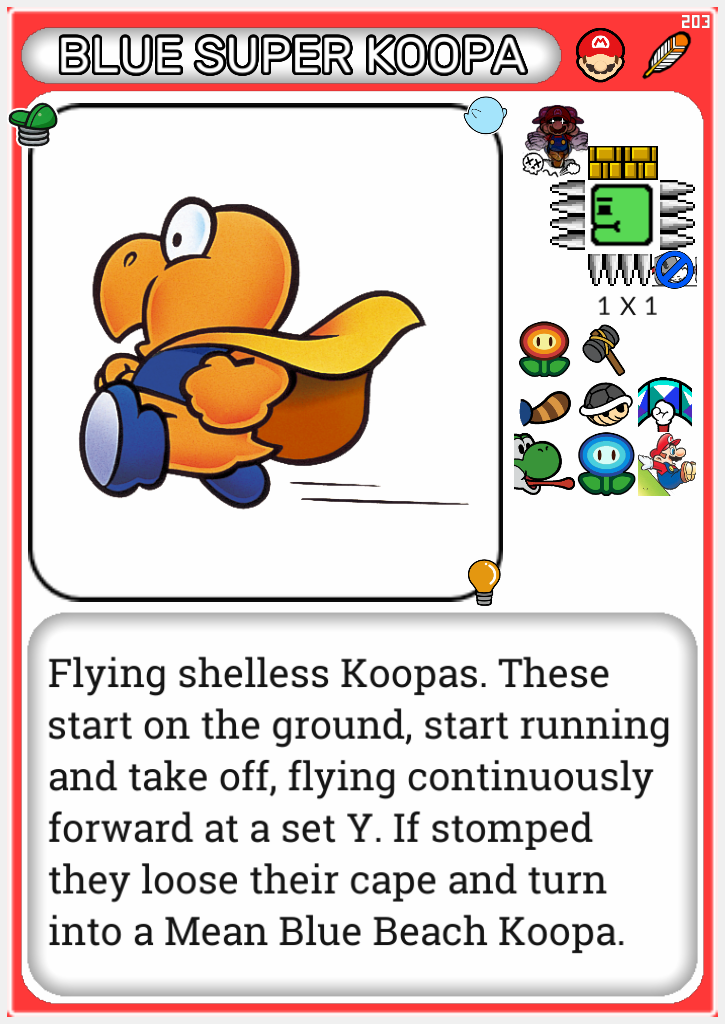 203
BLUE SUPER KOOPA
1 X 1
Flying shelless Koopas. These
start on the ground, start running
and take off, flying continuously
forward at a set Y. If stomped
they loose their cape and turn
into a Mean Blue Beach Koopa.